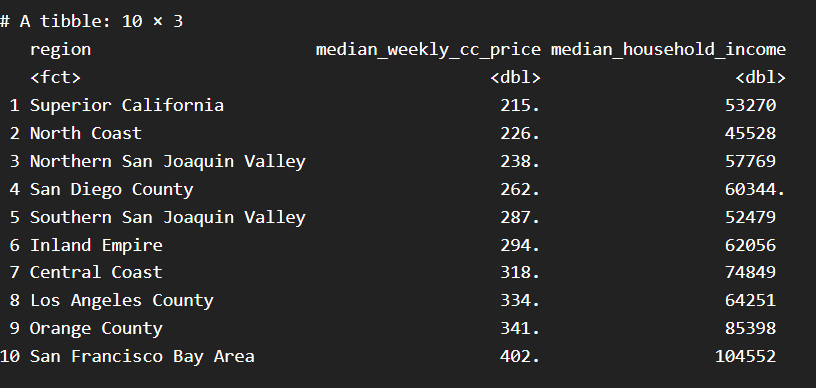 # A tibble: 10 × 3
region median_weekly_cc_price median_household_income
<fct> <dbl> <dbl>
1 Superior California 215. 53270
2 North Coast 226. 45528
3 Northern San Joaquin Valley 238. 57769
4 San Diego County 262. 60344.
5 Southern San Joaquin Valley 287. 52479
6 Inland Empire 294. 62056
7 Central Coast 318. 74849
8 Los Angeles County 334. 64251
9 Orange County 341. 85398
10 San Francisco Bay Area 402. 104552